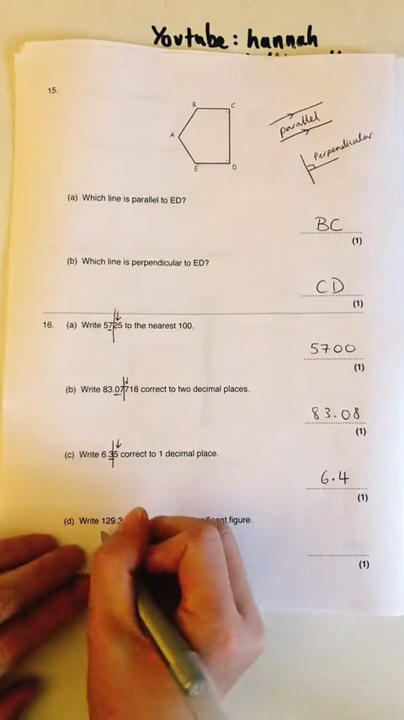 Youtube: hannah
15.
B C
parallel
A
perpendicular
E D
(a) Which line is parallel to ED?
BC
(1)
(b) Which line is perpendicular to ED?
CD
(1)
16. (a) Write 5725 to the nearest 100.
5700
(1)
(b) Write 83.07718 correct to two decimal places.
83.08
(1)
(c) Write 6.35 correct to 1 decimal place.
6.4
(1)
(d) Write figure.
(1)